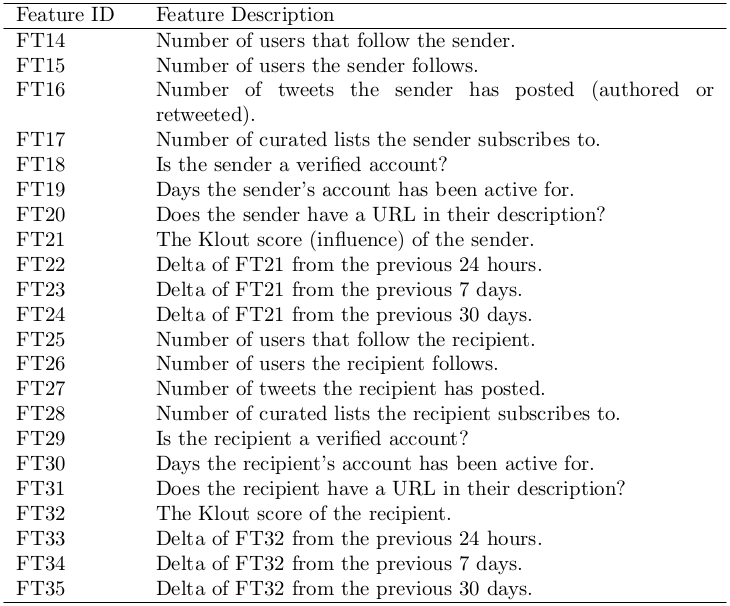 Feature ID Feature Description
FT14 Number of users that follow the sender.
FT15 Number of users the sender follows.
FT16 Number of tweets the sender has posted (authored or
retweeted).
FT17 Number of curated lists the sender subscribes to.
FT18 Is the sender a verified account?
FT19 Days the sender's account has been active for.
FT20 Does the sender have a URL in their description?
FT21 The Klout score (influence) of the sender.
FT22 Delta of FT21 from the previous 24 hours.
FT23 Delta of FT21 from the previous 7 days.
FT24 Delta of FT21 from the previous 30 days.
FT25 Number of users that follow the recipient.
FT26 Number of users the recipient follows.
FT27 Number of tweets the recipient has posted.
FT28 Number of curated lists the recipient subscribes to.
FT29 Is the recipient a verified account?
FT30 Days the recipient's account has been active for.
FT31 Does the recipient have a URL in their description?
FT32 The Klout score of the recipient.
FT33 Delta of FT32 from the previous 24 hours.
FT34 Delta of FT32 from the previous 7 days.
FT35 Delta of FT32 from the previous 30 days.